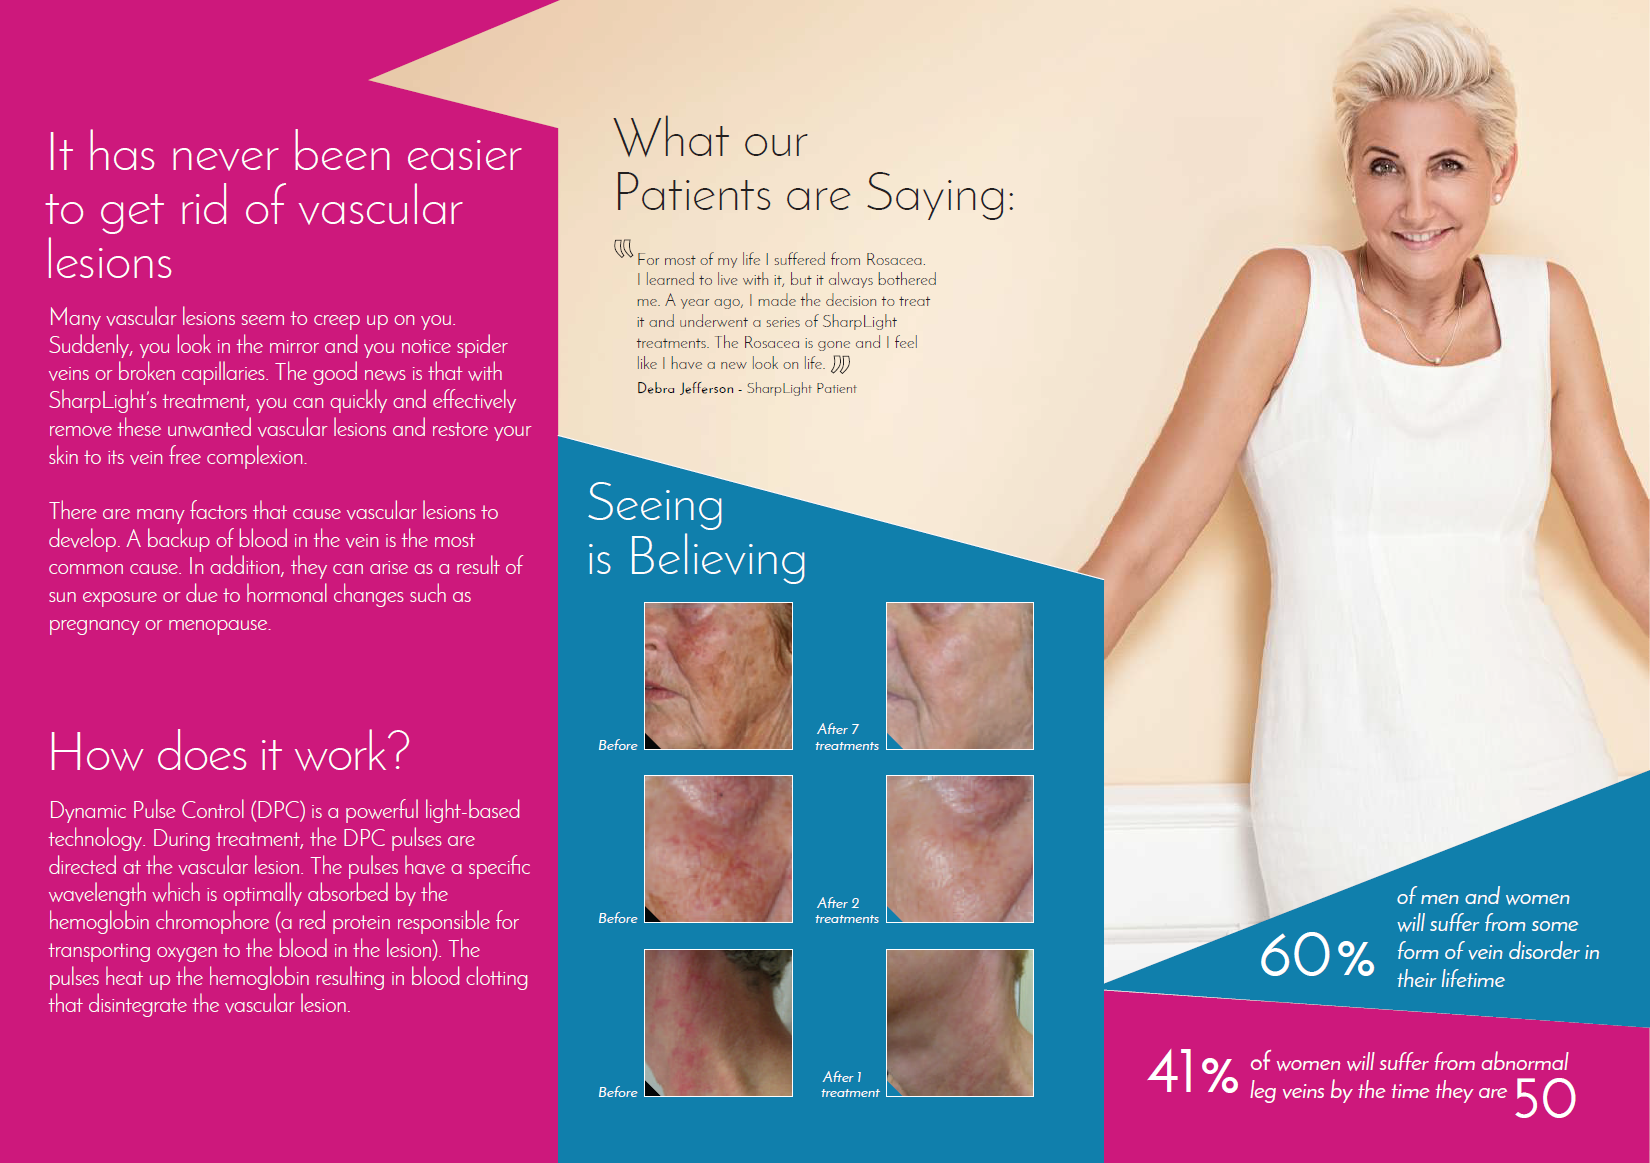 It has never been easier
to get rid of vascular
lesions
Many vascular lesions seem to creep up on you.
Suddenly, you look in the mirror and you notice spider
veins or broken capillaries. The good news is that with
SharpLight's treatment, you can quickly and effectively
remove these unwanted vascular lesions and restore your
skin to its vein free complexion.
There are many factors that cause vascular lesions to
develop. A backup of blood in the vein is the most
common cause. In addition, they can arise as a result of
sun exposure or due to hormonal changes such as
pregnancy or menopause.
How does it work?
Dynamic Pulse Control (DPC) is a powerful light-based
technology. During treatment, the DPC pulses are
directed at the vascular lesion. The pulses have a specific
wavelength which is optimally absorbed by the
hemoglobin chromophore (a red protein responsible for
transporting oxygen to the blood in the lesion). The
pulses heat up the hemoglobin resulting in blood clotting
that disintegrate the vascular lesion.
What our
Patients are Saying:
"For most of my life I suffered from Rosacea.
I learned to live with it, but it always bothered
me. A year ago, I made the decision to treat
it and underwent a series of SharpLight
treatments. The Rosacea is gone and I feel
like I have a new look on life."
Debra Jefferson - SharpLight Patient
Seeing
is Believing
Before
After 7
treatments
Before
After 2
treatments
Before
After 1
treatment
60% of men and women
will suffer from some
form of vein disorder in
their lifetime
41% of women will suffer from abnormal
leg veins by the time they are 50